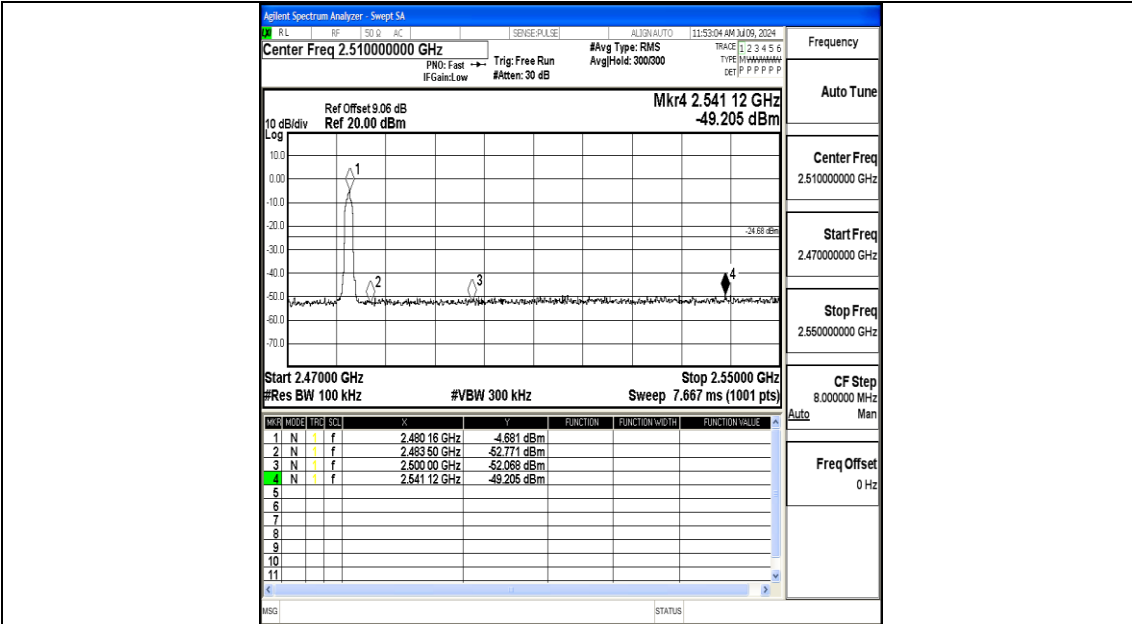 Agilent Spectrum Analyzer - Swept SA
RL RF 50 Ω AC SENSE:PULSE ALIGN AUTO 11:53:04 AM Jul 09, 2024
Center Freq 2.510000000 GHz
PNO: Fast
IFGain:Low
Trig: Free Run
#Atten: 30 dB
#Avg Type: RMS
Avg|Hold: 300/300
TRACE 1 2 3 4 5 6
TYPE MWWWWW
DET P P P P P P
Ref Offset 9.06 dB
10 dB/div Ref 20.00 dBm
Log
Mkr4 2.541 12 GHz
-49.205 dBm
10.0
0.00
-10.0
-20.0
-30.0
-40.0
-50.0
-60.0
-70.0
1
2
3
4
-24.68 dBm
Start 2.47000 GHz Stop 2.55000 GHz
#Res BW 100 kHz #VBW 300 kHz Sweep 7.667 ms (1001 pts)
MKR MODE TRC SCL X Y FUNCTION FUNCTION WIDTH FUNCTION VALUE
1 N 1 f 2.480 16 GHz -4.681 dBm
2 N 1 f 2.483 50 GHz -52.771 dBm
3 N 1 f 2.500 00 GHz -52.068 dBm
4 N 1 f 2.541 12 GHz -49.205 dBm
5
6
7
8
9
10
11
MSG STATUS
Frequency
Auto Tune
Center Freq
2.510000000 GHz
Start Freq
2.470000000 GHz
Stop Freq
2.550000000 GHz
CF Step
8.000000 MHz
Auto Man
Freq Offset
0 Hz